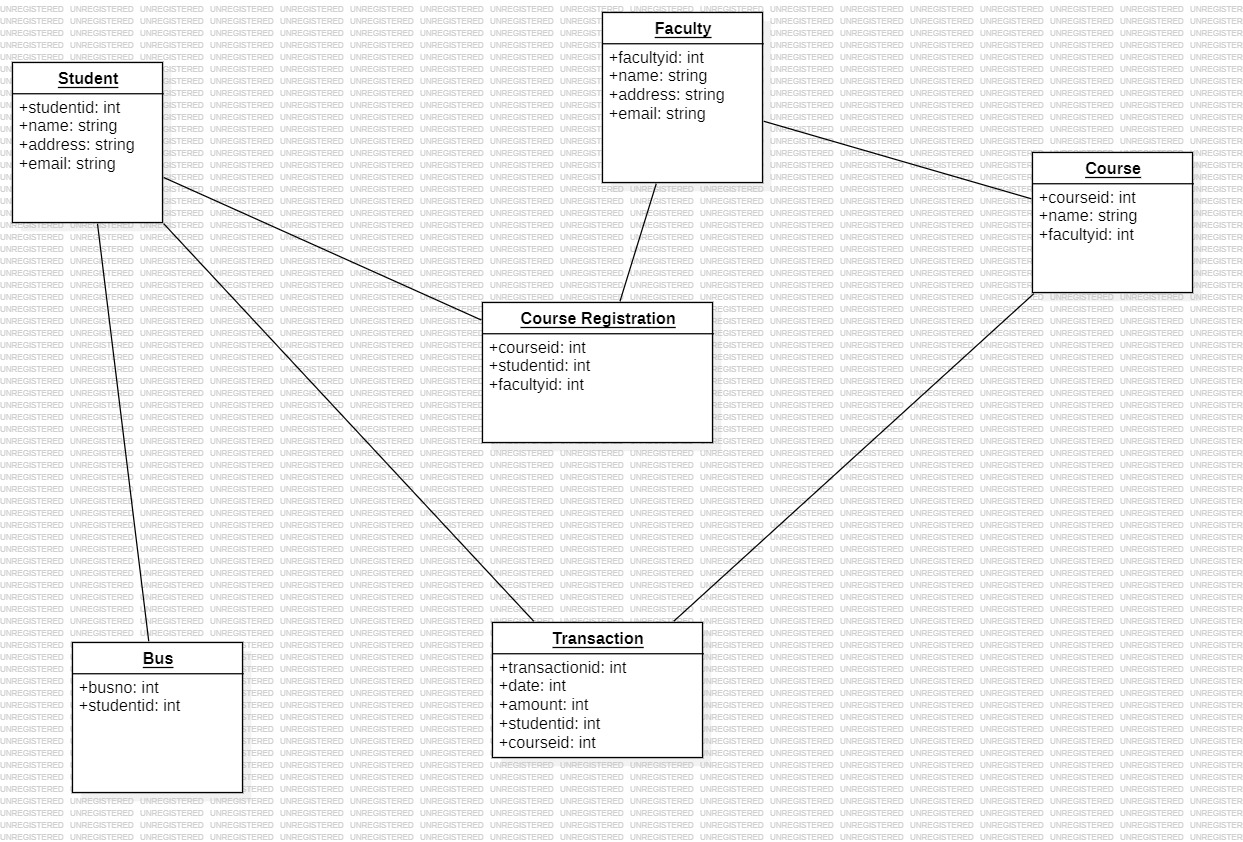 Faculty
+facultyid: int
+name: string
+address: string
+email: string
Student
+studentid: int
+name: string
+address: string
+email: string
Course
+courseid: int
+name: string
+facultyid: int
Course Registration
+courseid: int
+studentid: int
+facultyid: int
Bus
+busno: int
+studentid: int
Transaction
+transactionid: int
+date: int
+amount: int
+studentid: int
+courseid: int
UNREGISTERED